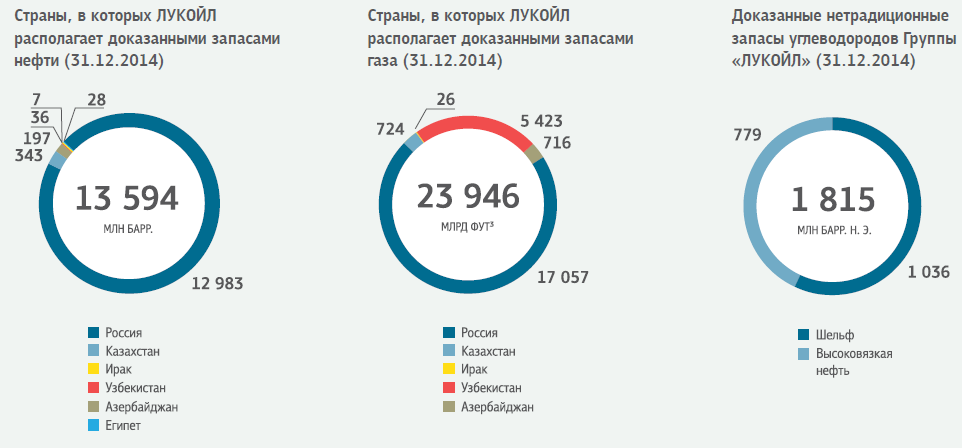 Страны, в которых ЛУКОЙЛ
располагает доказанными запасами
нефти (31.12.2014)
7
28
36
197
343
13 594
МЛН БАРР.
12 983
Россия
Казахстан
Ирак
Узбекистан
Азербайджан
Египет
Страны, в которых ЛУКОЙЛ
располагает доказанными запасами
газа (31.12.2014)
26
724
5 423
716
23 946
МЛРД ФУТ³
17 057
Россия
Казахстан
Ирак
Узбекистан
Азербайджан
Доказанные нетрадиционные
запасы углеводородов Группы
«ЛУКОЙЛ» (31.12.2014)
779
1 815
МЛН БАРР. Н. Э.
1 036
Шельф
Высоковязкая
нефть